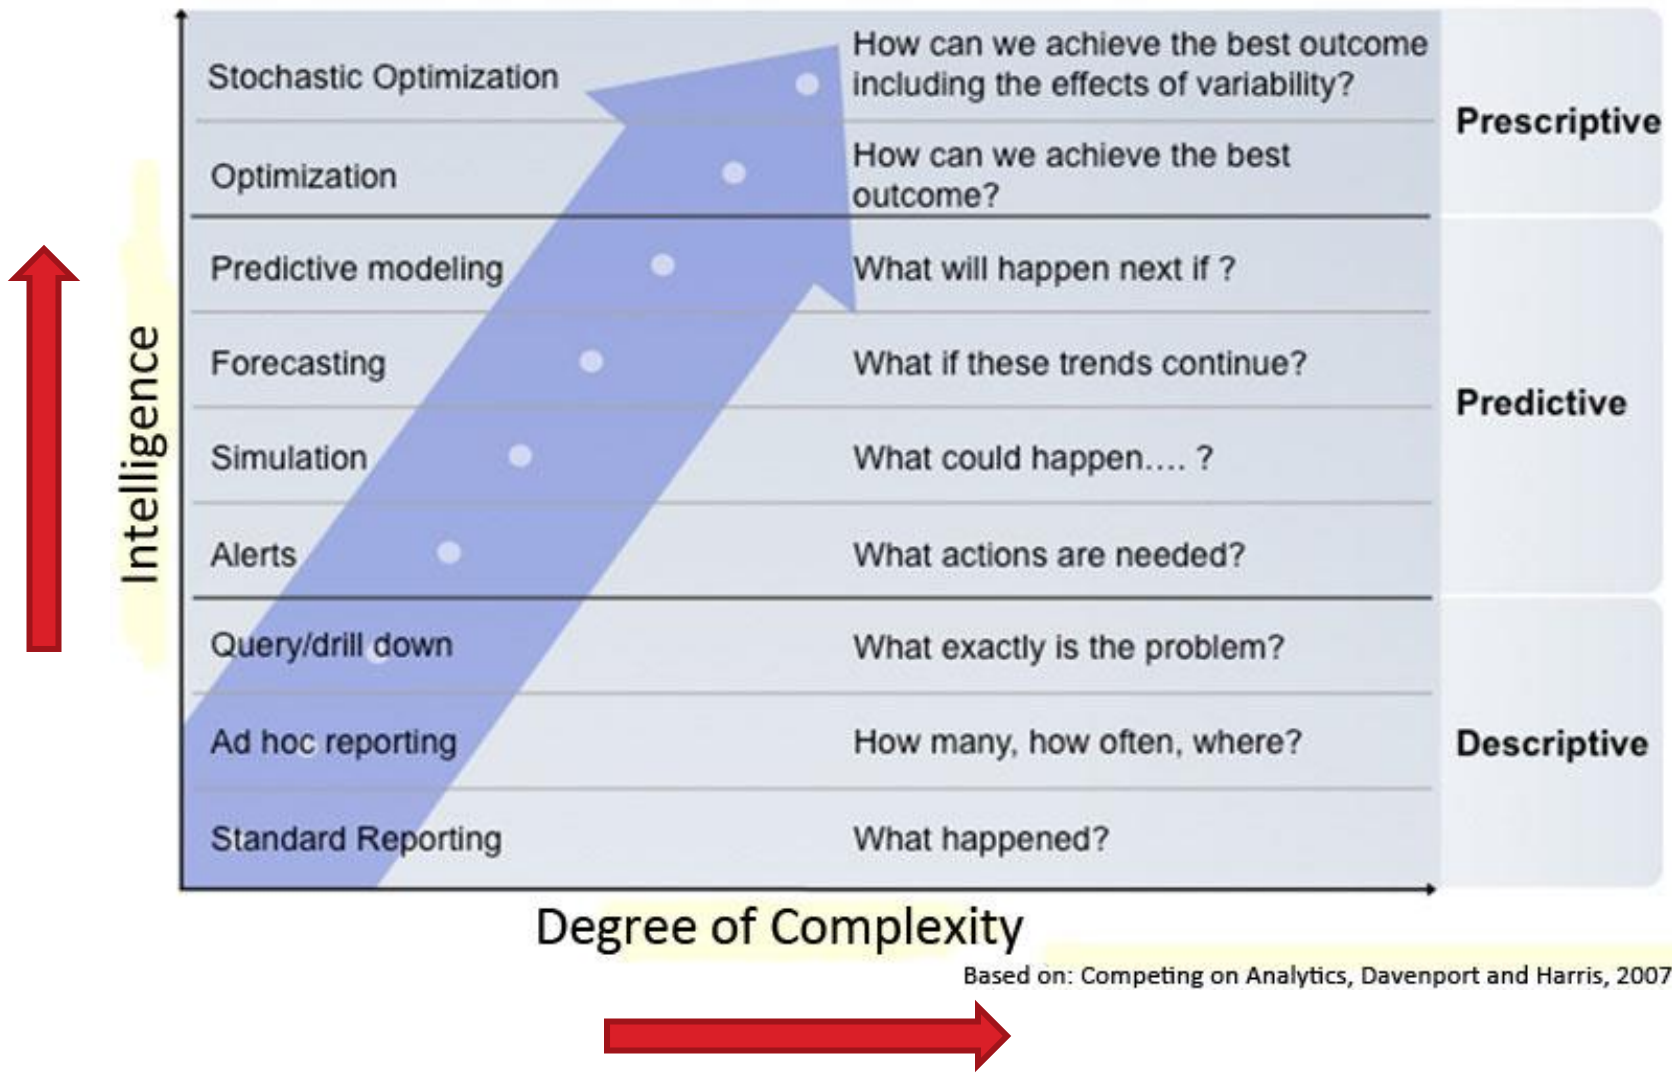 Stochastic Optimization
How can we achieve the best outcome
including the effects of variability?
Prescriptive
Optimization
How can we achieve the best
outcome?
Predictive modeling
What will happen next if ?
Forecasting
What if these trends continue?
Predictive
Simulation
What could happen.... ?
Alerts
What actions are needed?
Query/drill down
What exactly is the problem?
Ad hoc reporting
How many, how often, where?
Descriptive
Standard Reporting
What happened?
Intelligence
Degree of Complexity
Based on: Competing on Analytics, Davenport and Harris, 2007